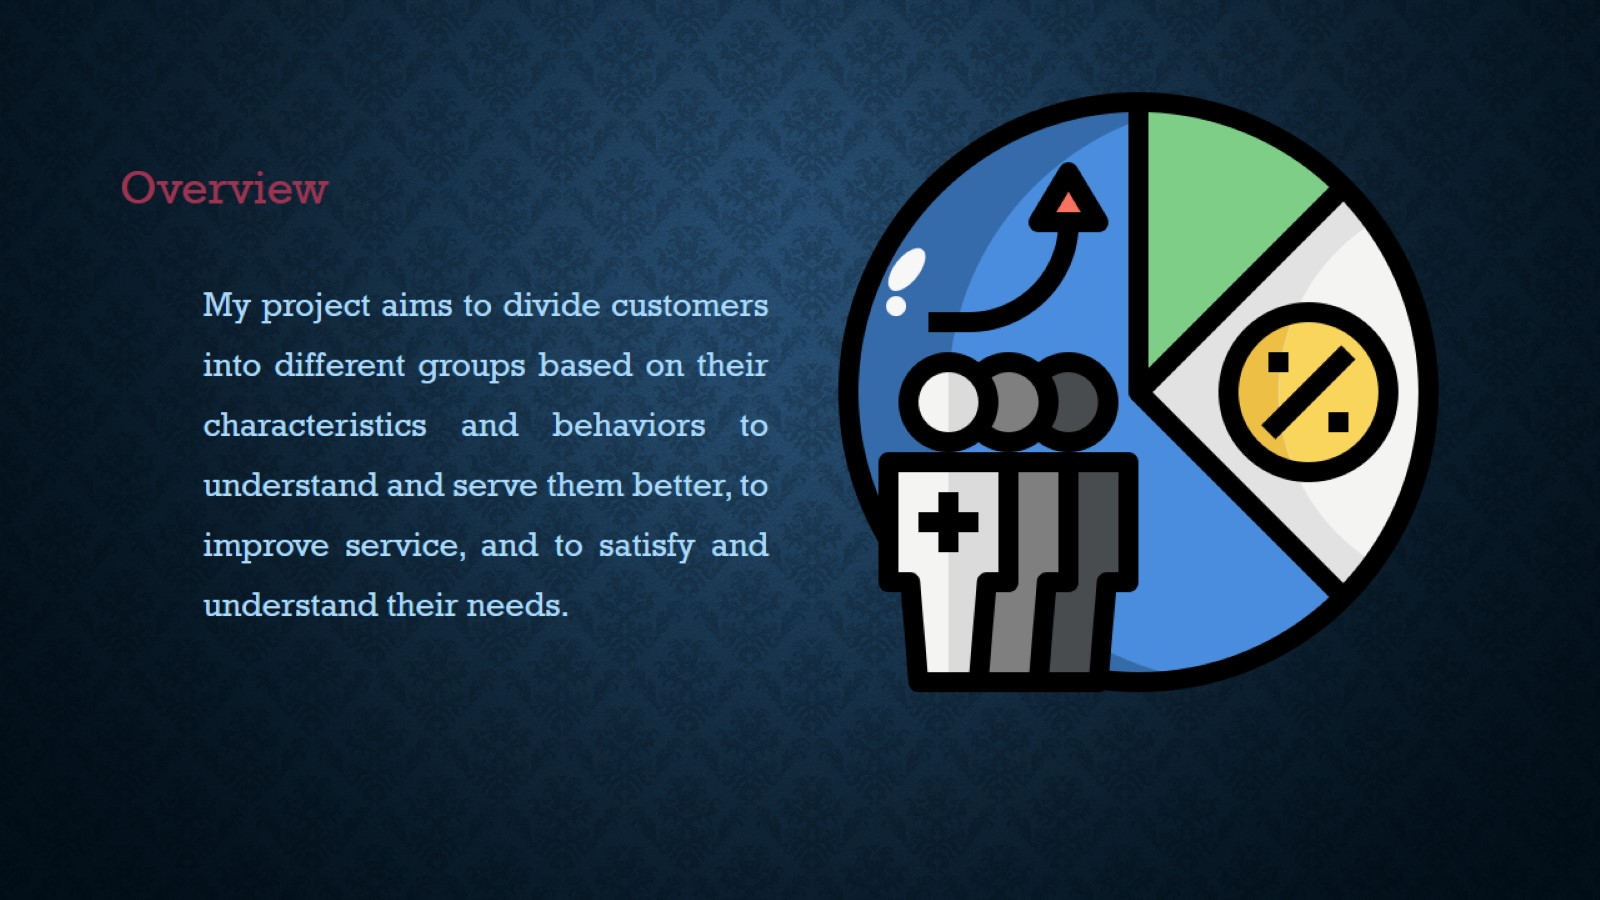 Overview
My project aims to divide customers
into different groups based on their
characteristics and behaviors to
understand and serve them better, to
improve service, and to satisfy and
understand their needs.